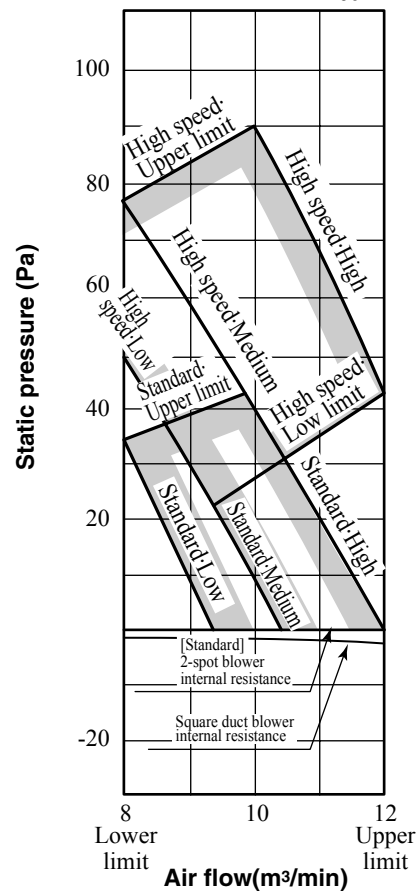 100
80
60
40
20
0
-20
Static pressure (Pa)
High speed·
Upper limit
High speed·High
High speed·Medium
High
speed·Low
Standard·
Upper limit
High speed·
Low limit
Standard·Low
Standard·Medium
Standard·High
[Standard]
2-spot blower
internal resistance
Square duct blower
internal resistance
8
10
12
Lower
limit
Upper
limit
Air flow(m³/min)